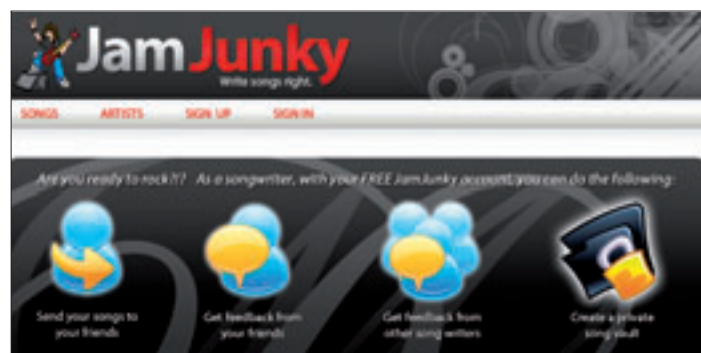 JamJunky
Write songs right.
SONGS ARTISTS SIGN UP SIGN IN
Are you ready to rock?!? As a songwriter, with your FREE JamJunky account, you can do the following:
Send your songs to
your friends
Get feedback from
your friends
Get feedback from
other song writers
Create a private
song vault